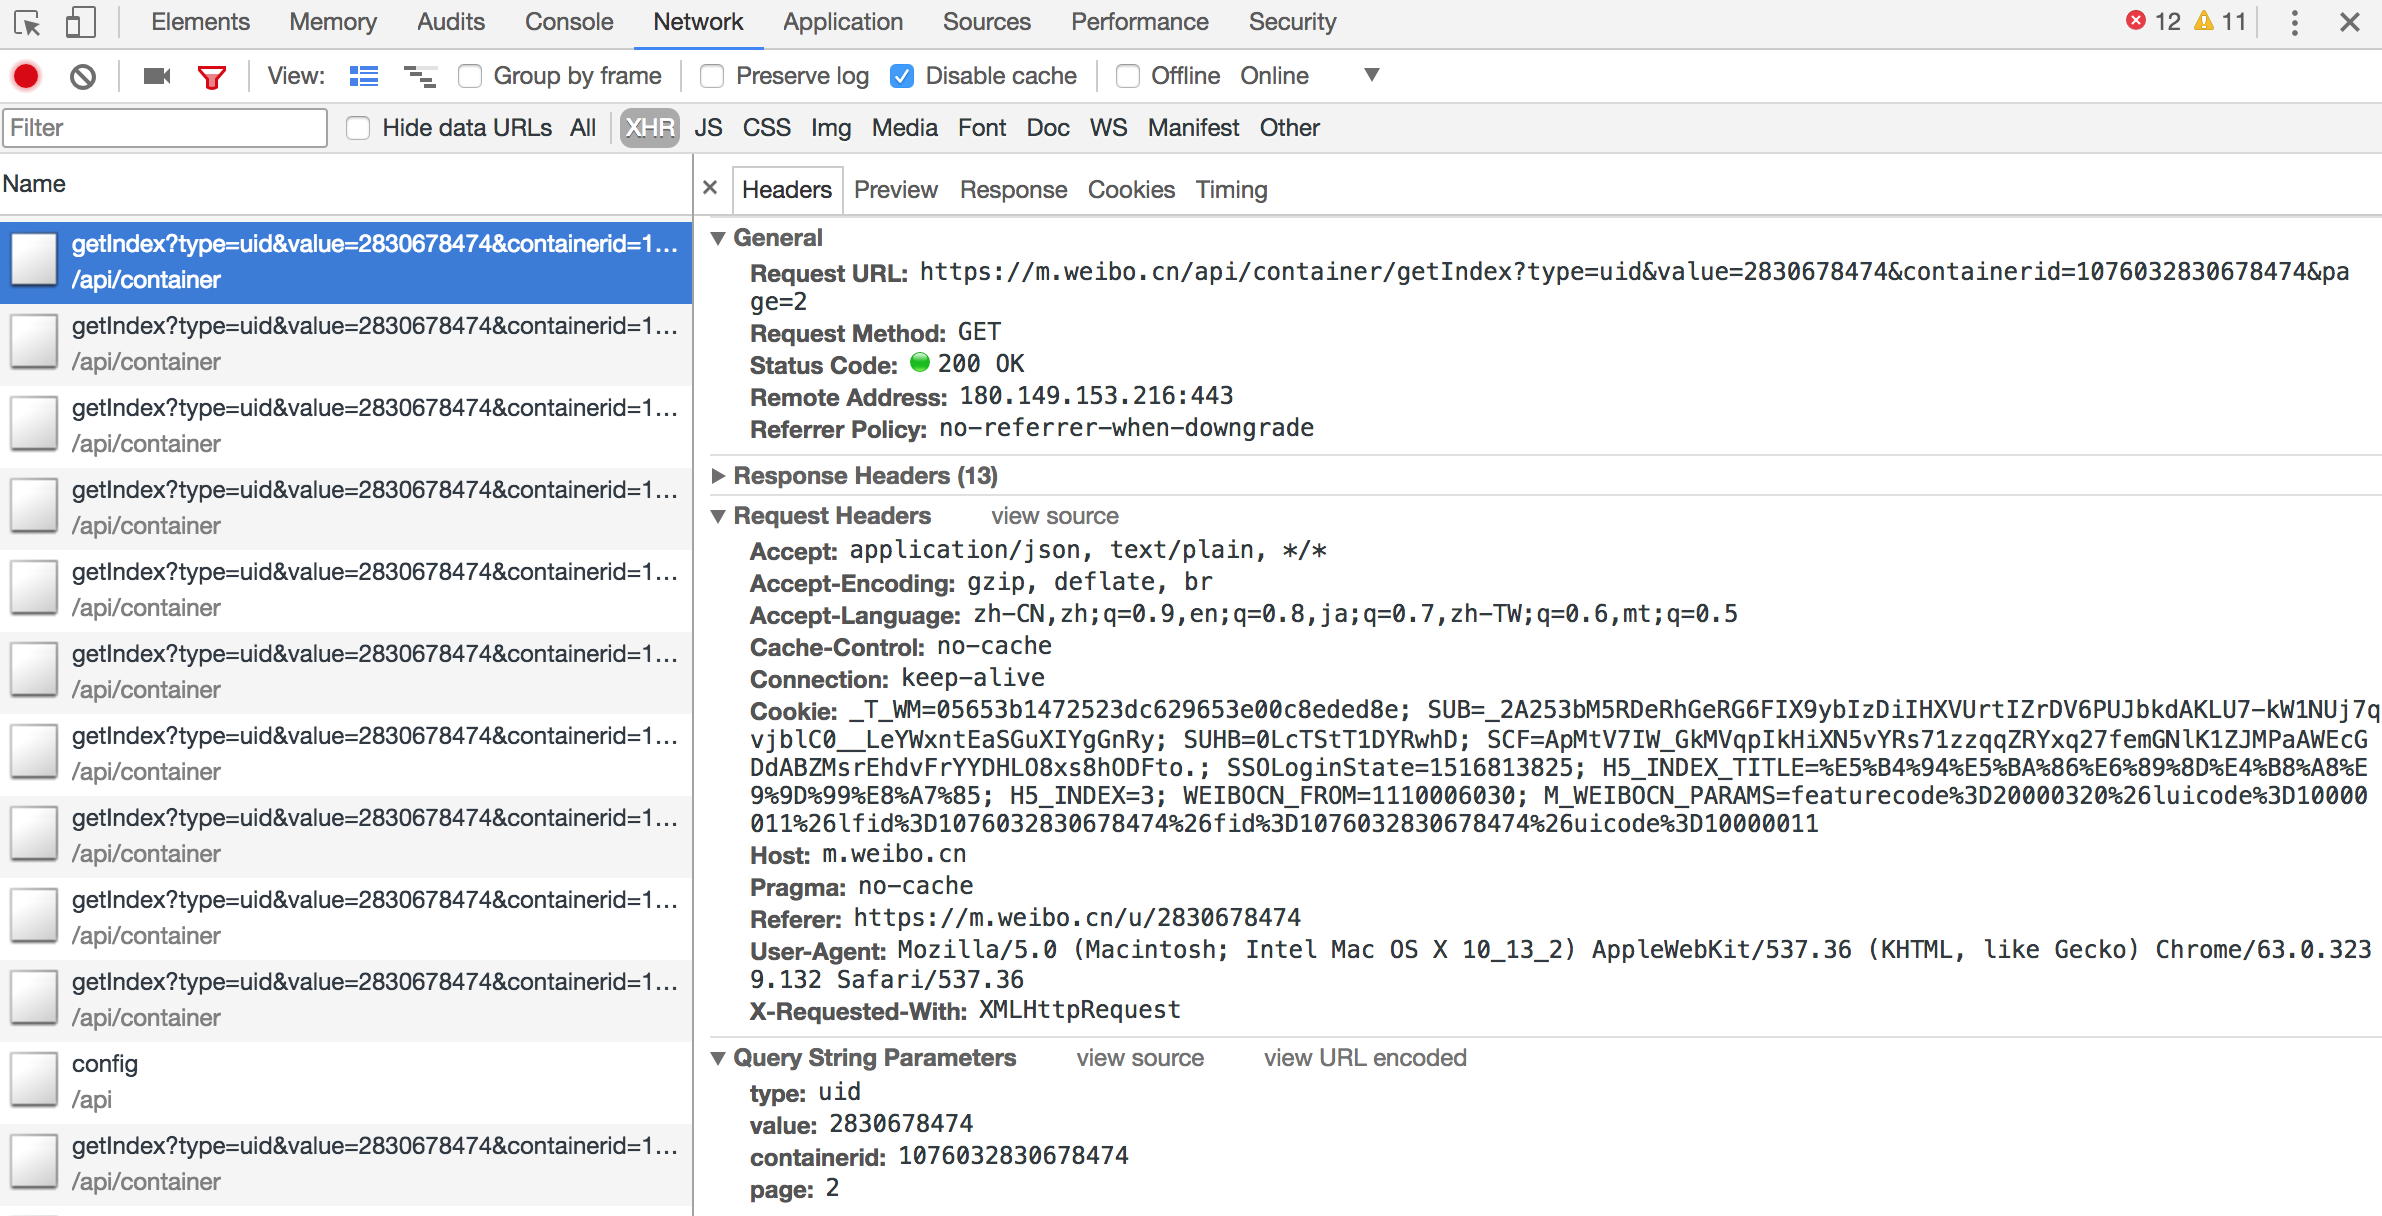 Elements Memory Audits Console Network Application Sources Performance Security 12 11
View: Group by frame Preserve log Disable cache Offline Online
Filter Hide data URLs All XHR JS CSS Img Media Font Doc WS Manifest Other
Name
getIndex?type=uid&value=2830678474&containerid=1…
/api/container
getIndex?type=uid&value=2830678474&containerid=1…
/api/container
getIndex?type=uid&value=2830678474&containerid=1…
/api/container
getIndex?type=uid&value=2830678474&containerid=1…
/api/container
getIndex?type=uid&value=2830678474&containerid=1…
/api/container
getIndex?type=uid&value=2830678474&containerid=1…
/api/container
getIndex?type=uid&value=2830678474&containerid=1…
/api/container
getIndex?type=uid&value=2830678474&containerid=1…
/api/container
getIndex?type=uid&value=2830678474&containerid=1…
/api/container
getIndex?type=uid&value=2830678474&containerid=1…
/api/container
config
/api
getIndex?type=uid&value=2830678474&containerid=1…
/api/container
Headers Preview Response Cookies Timing
General
Request URL: https://m.weibo.cn/api/container/getIndex?type=uid&value=2830678474&containerid=1076032830678474&pa
ge=2
Request Method: GET
Status Code: 200 OK
Remote Address: 180.149.153.216:443
Referrer Policy: no-referrer-when-downgrade
Response Headers (13)
Request Headers view source
Accept: application/json, text/plain, */*
Accept-Encoding: gzip, deflate, br
Accept-Language: zh-CN,zh;q=0.9,en;q=0.8,ja;q=0.7,zh-TW;q=0.6,mt;q=0.5
Cache-Control: no-cache
Connection: keep-alive
Cookie: _T_WM=05653b1472523dc629653e00c8eded8e; SUB=_2A253bM5RDeRhGeRG6FIX9ybIzDiIHXVUrtIZrDV6PUJbkdAKLU7-kW1NUj7q
vjblC0__LeYWxntEaSGuXIYgGnRy; SUHB=0LcTStT1DYRwhD; SCF=ApMtV7IW_GkMVqpIkHiXN5vYRs71zzqqZRYxq27femGNlK1ZJMPaAWEcG
DdABZMsrEhdvFrYYDHLO8xs8hODFto.; SSOLoginState=1516813825; H5_INDEX_TITLE=%E5%B4%94%E5%BA%86%E6%89%8D%E4%B8%A8%E
9%9D%99%E8%A7%85; H5_INDEX=3; WEIBOCN_FROM=1110006030; M_WEIBOCN_PARAMS=featurecode%3D20000320%26luicode%3D10000
011%26lfid%3D1076032830678474%26fid%3D1076032830678474%26uicode%3D10000011
Host: m.weibo.cn
Pragma: no-cache
Referer: https://m.weibo.cn/u/2830678474
User-Agent: Mozilla/5.0 (Macintosh; Intel Mac OS X 10_13_2) AppleWebKit/537.36 (KHTML, like Gecko) Chrome/63.0.323
9.132 Safari/537.36
X-Requested-With: XMLHttpRequest
Query String Parameters view source view URL encoded
type: uid
value: 2830678474
containerid: 1076032830678474
page: 2